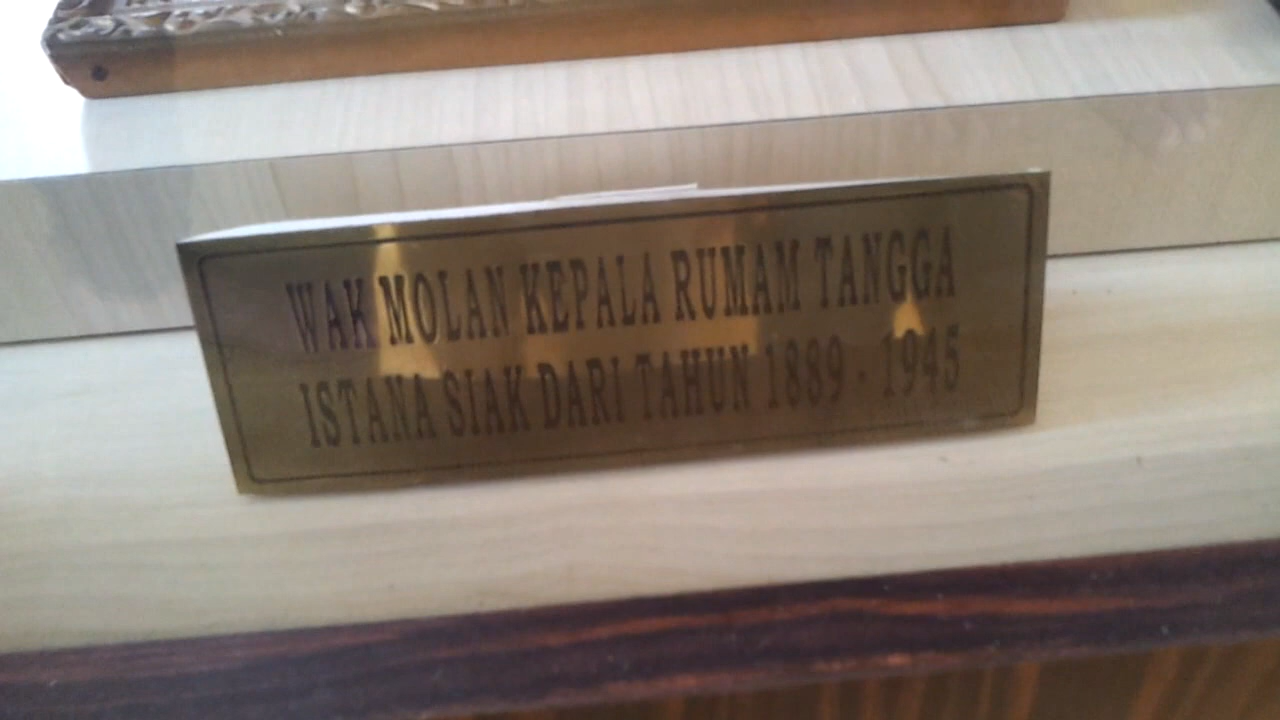 WAK MOLAN KEPALA RUMAM TANGGA
ISTANA SIAK DARI TAHUN 1889 - 1945